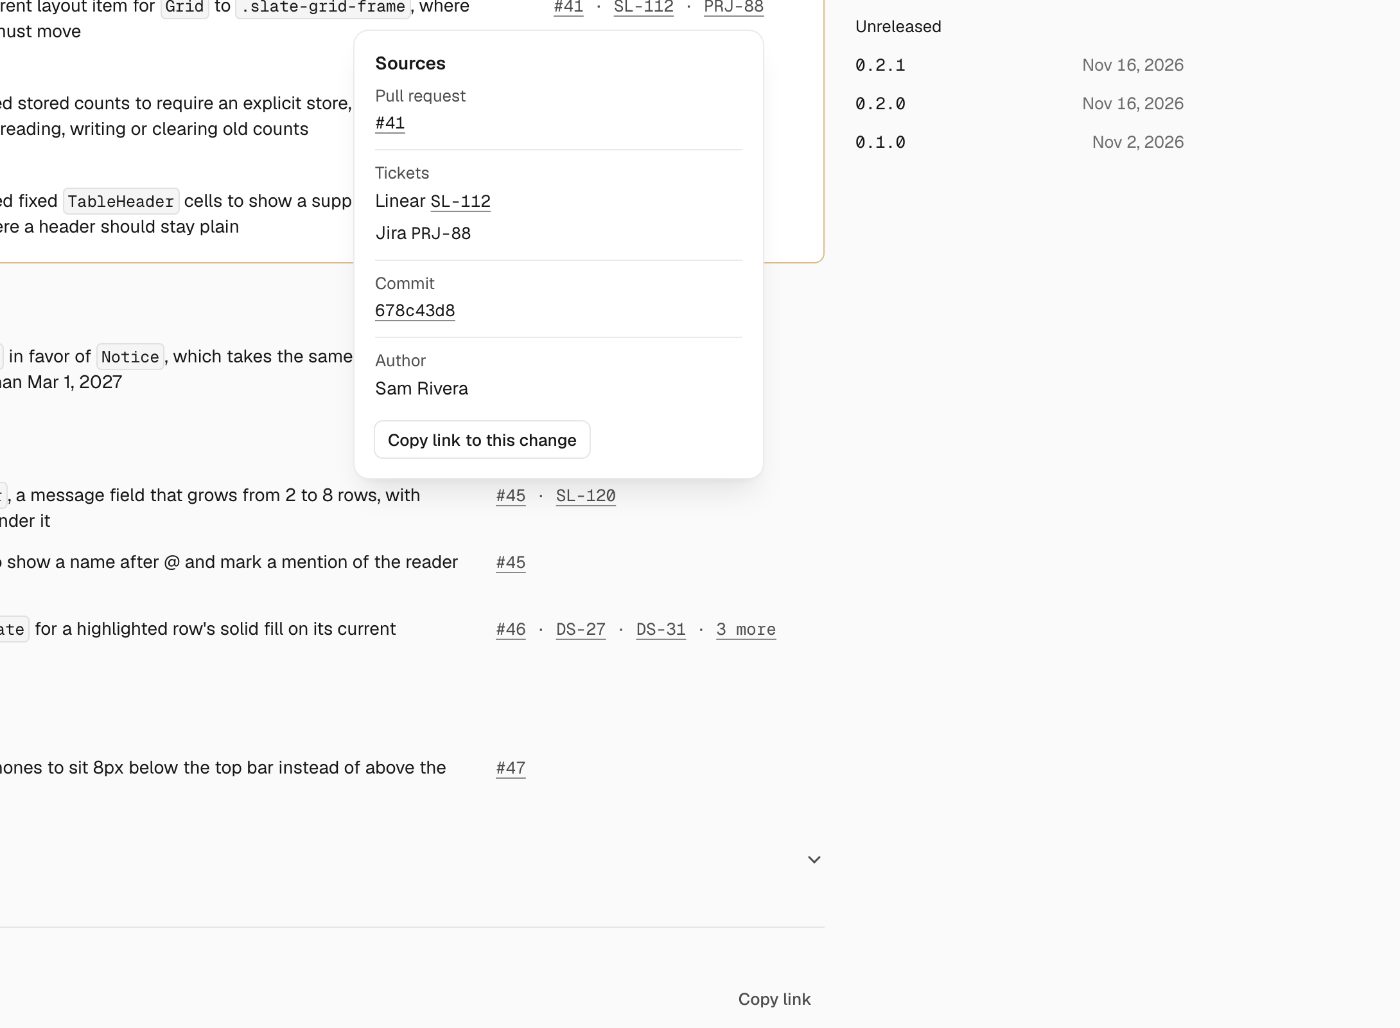 rent layout item for Grid to .slate-grid-frame, where #41 · SL-112 · PRJ-88
must move
ed stored counts to require an explicit store,
reading, writing or clearing old counts
ed fixed TableHeader cells to show a supp
ere a header should stay plain
Sources
Pull request
#41
Tickets
Linear SL-112
Jira PRJ-88
Commit
678c43d8
Author
Sam Rivera
Copy link to this change
in favor of Notice, which takes the same
an Mar 1, 2027
, a message field that grows from 2 to 8 rows, with #45 · SL-120
nder it
show a name after @ and mark a mention of the reader #45
ate for a highlighted row's solid fill on its current #46 · DS-27 · DS-31 · 3 more
ones to sit 8px below the top bar instead of above the #47
Copy link
Unreleased
0.2.1 Nov 16, 2026
0.2.0 Nov 16, 2026
0.1.0 Nov 2, 2026